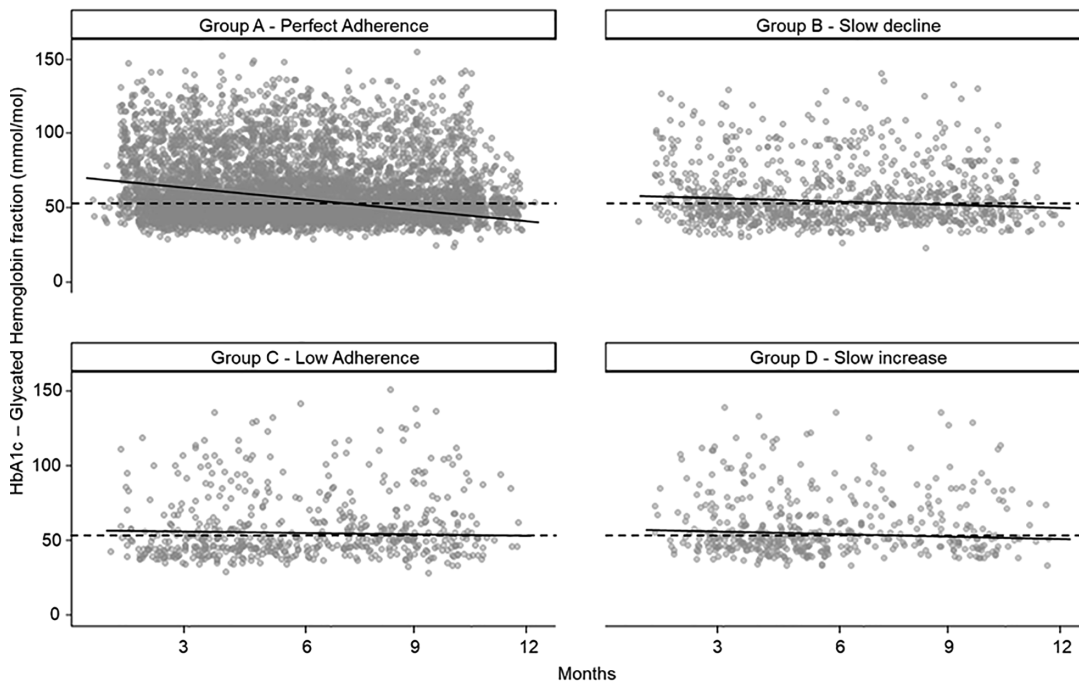 Group A - Perfect Adherence
Group B - Slow decline
150
100
50
0
HbA1c – Glycated Hemoglobin fraction (mmol/mol)
Group C - Low Adherence
Group D - Slow increase
150
100
50
0
3 6 9 12
3 6 9 12
Months